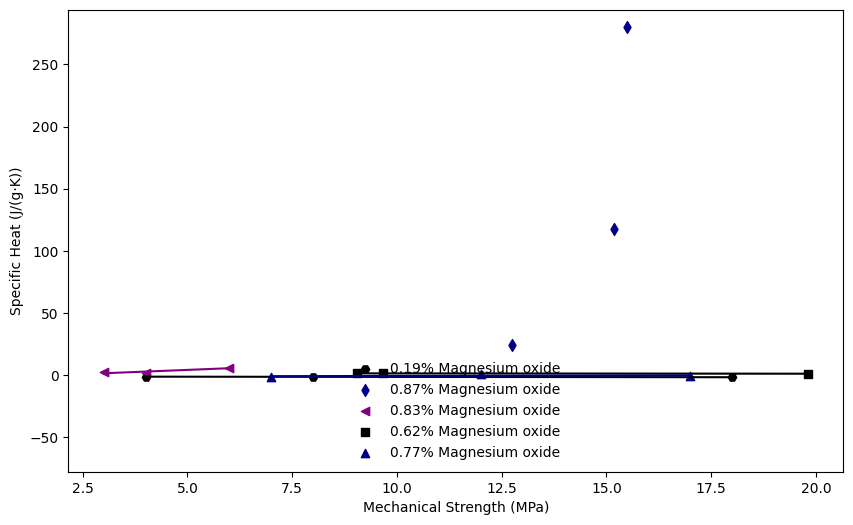 250
200
150
100
50
0
−50
Specific Heat (J/(g·K))
0.19% Magnesium oxide
0.87% Magnesium oxide
0.83% Magnesium oxide
0.62% Magnesium oxide
0.77% Magnesium oxide
2.5 5.0 7.5 10.0 12.5 15.0 17.5 20.0
Mechanical Strength (MPa)